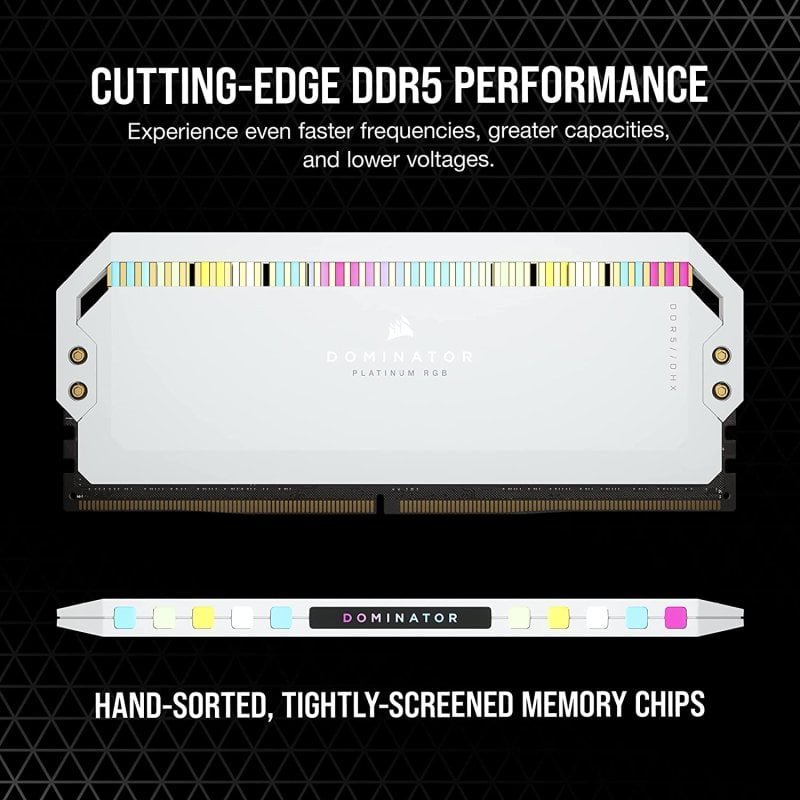 CUTTING-EDGE DDR5 PERFORMANCE
Experience even faster frequencies, greater capacities,
and lower voltages.
DOMINATOR
PLATINUM RGB
DDR5//DHX
DOMINATOR
HAND-SORTED, TIGHTLY-SCREENED MEMORY CHIPS